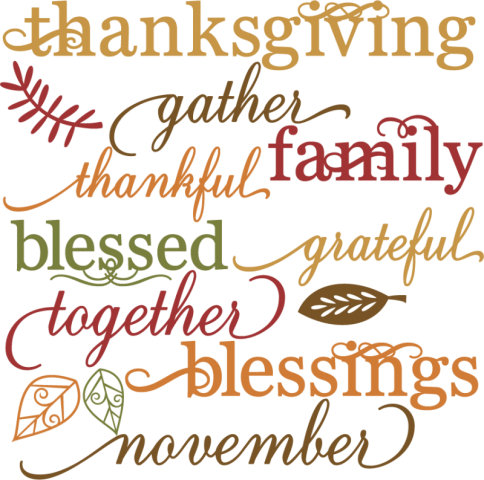 thanksgiving
gather
family
thankful
blessed
grateful
together
blessings
november